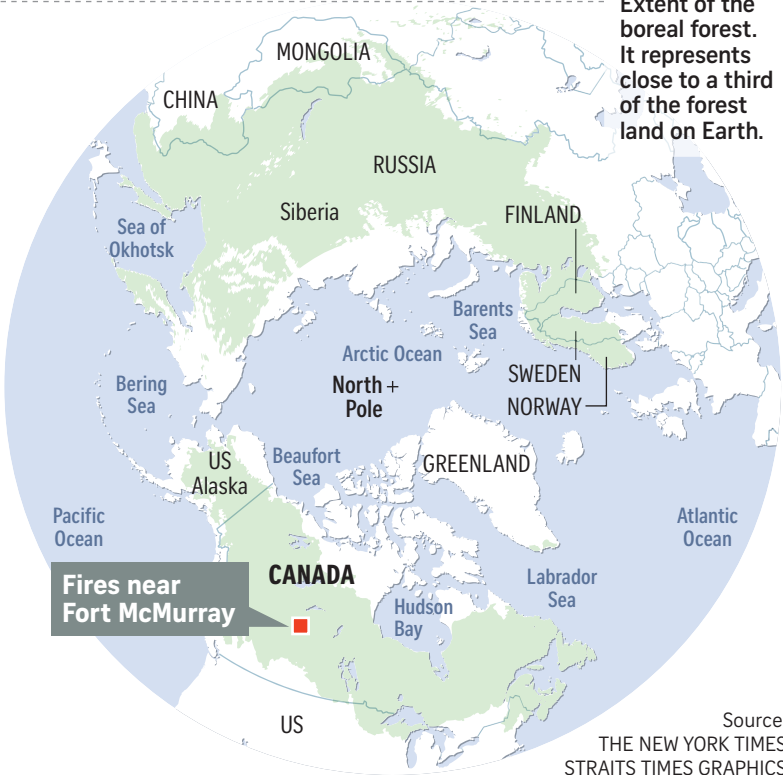 Extent of the
boreal forest.
It represents
close to a third
of the forest
land on Earth.
MONGOLIA
CHINA
RUSSIA
Siberia
FINLAND
Sea of
Okhotsk
Barents
Sea
Arctic Ocean
North +
Pole
SWEDEN
NORWAY
Bering
Sea
US
Alaska
Beaufort
Sea
GREENLAND
Pacific
Ocean
Atlantic
Ocean
CANADA
Fires near
Fort McMurray
Hudson
Bay
Labrador
Sea
US
Source
THE NEW YORK TIMES
STRAITS TIMES GRAPHICS